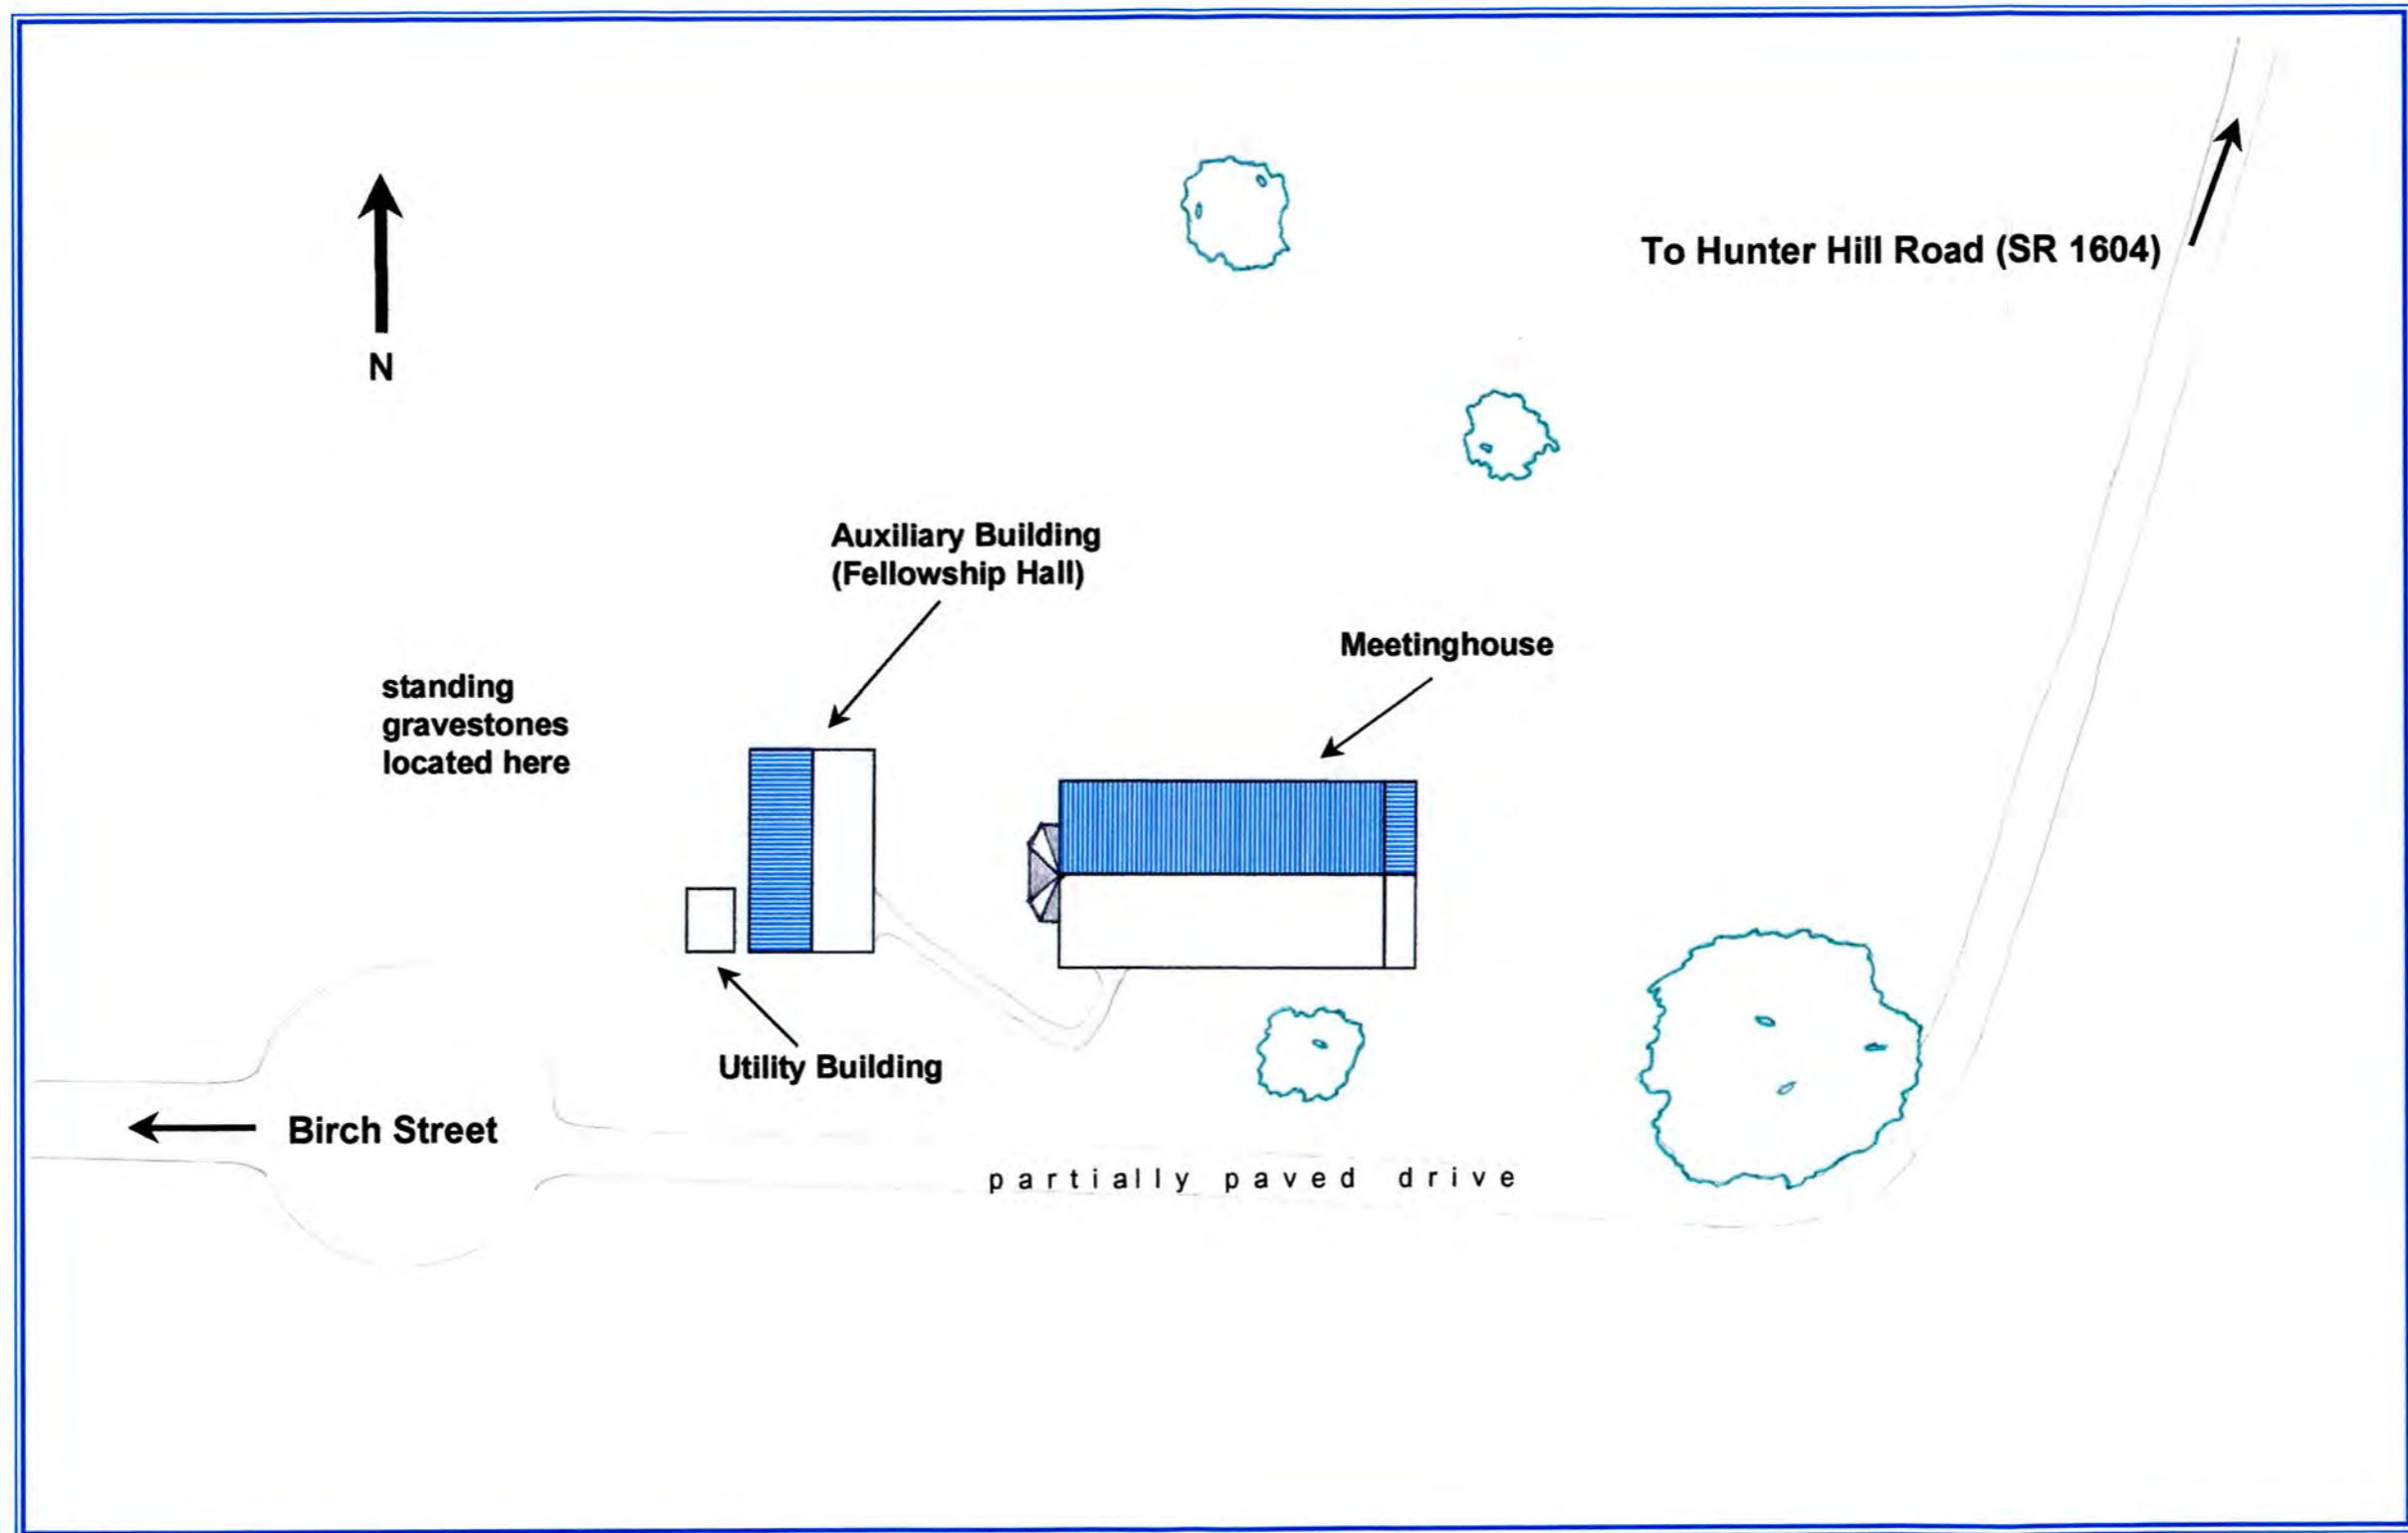 To Hunter Hill Road (SR 1604)
N
Auxiliary Building
(Fellowship Hall)
Meetinghouse
standing
gravestones
located here
Utility Building
Birch Street
partially paved drive